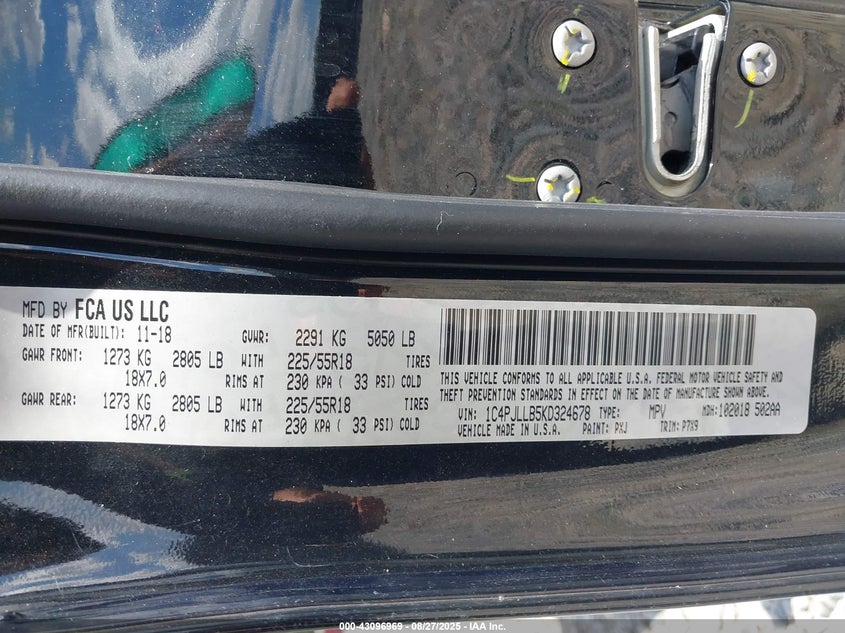 MFD BY FCA US LLC
DATE OF MFR(BUILT): 11-18 GVWR: 2291 KG 5050 LB
GAWR FRONT: 1273 KG 2805 LB WITH 225/55R18 TIRES
18X7.0 RIMS AT 230 KPA ( 33 PSI) COLD
GAWR REAR: 1273 KG 2805 LB WITH 225/55R18 TIRES
18X7.0 RIMS AT 230 KPA ( 33 PSI) COLD
THIS VEHICLE CONFORMS TO ALL APPLICABLE U.S.A. FEDERAL MOTOR VEHICLE SAFETY AND
THEFT PREVENTION STANDARDS IN EFFECT ON THE DATE OF MANUFACTURE SHOWN ABOVE.
VIN: 1C4PJLLB5KD324678 TYPE: MPV MDH:102018 502AA
VEHICLE MADE IN U.S.A. PAINT: PXJ TRIM: P7X9
000-43096969 - 08/27/2025 - IAA Inc.